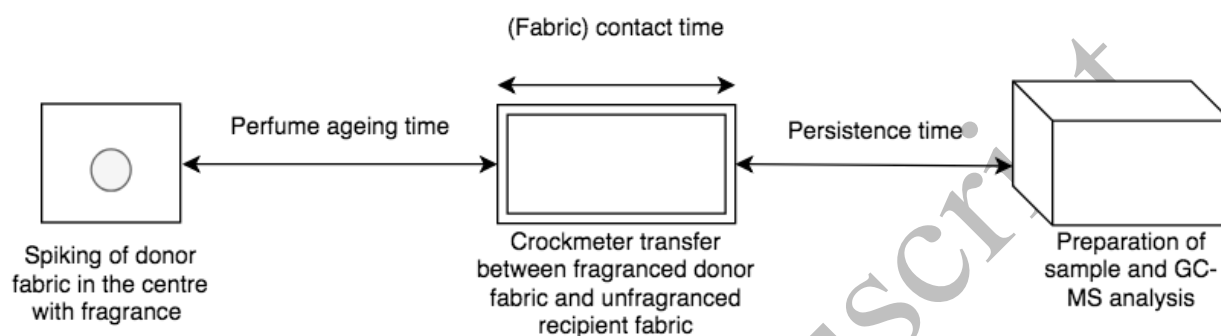 (Fabric) contact time
Perfume ageing time
Persistence time
Spiking of donor
fabric in the centre
with fragrance
Crockmeter transfer
between fragranced donor
fabric and unfragranced
recipient fabric
Preparation of
sample and GC-
MS analysis
script